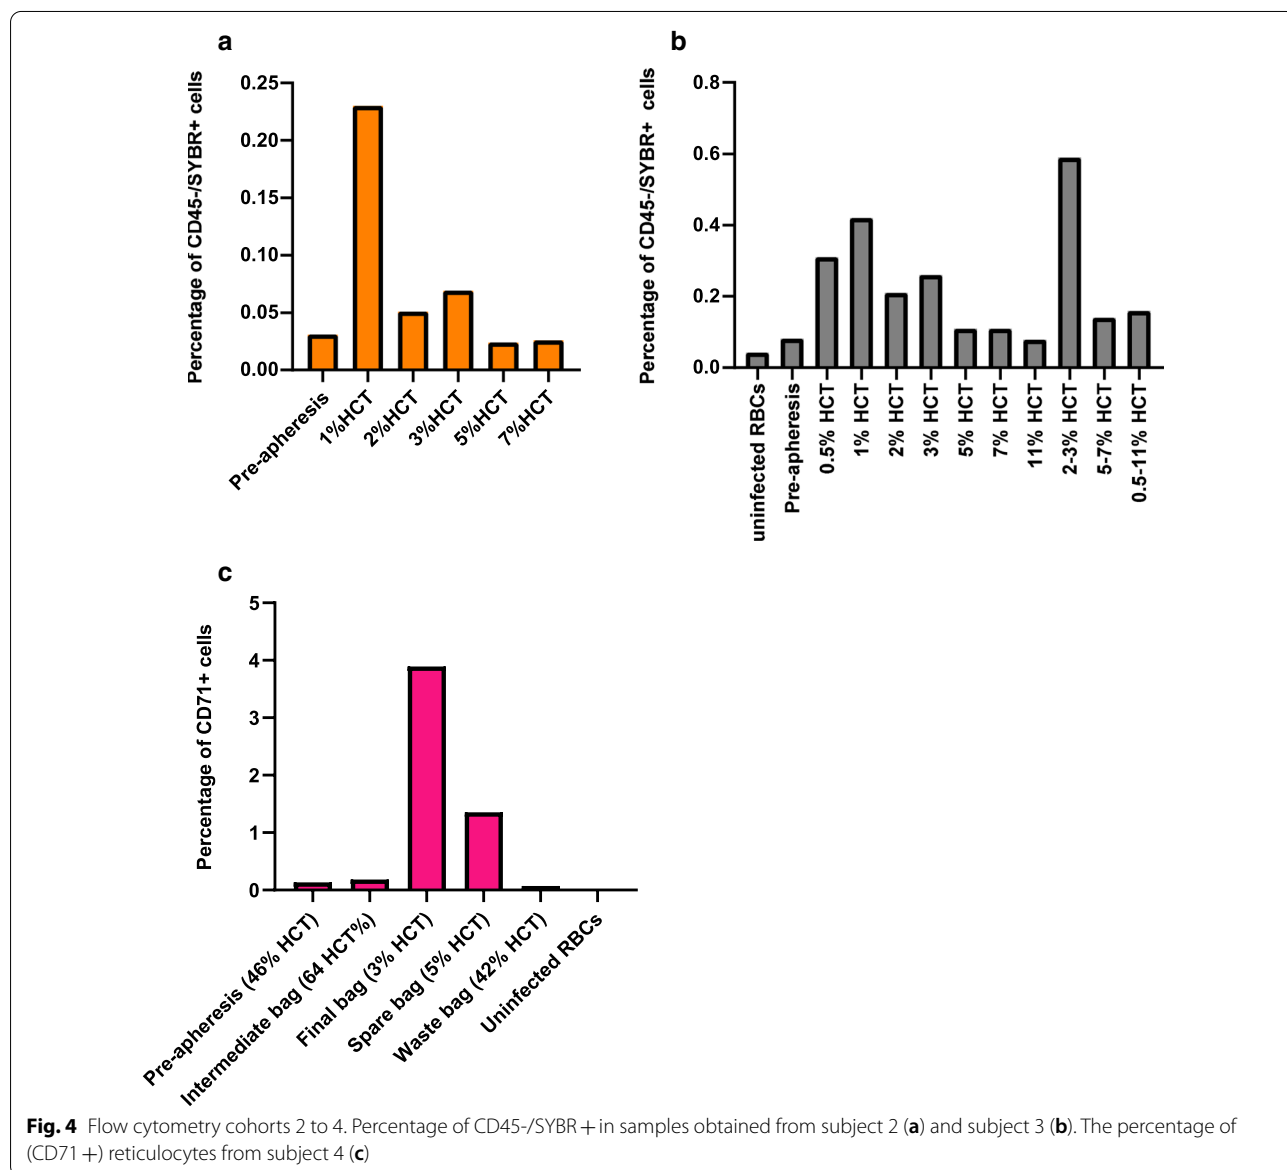 a
Percentage of CD45-/SYBR+ cells
0.25
0.20
0.15
0.10
0.05
0.00
Pre-apheresis
1%HCT
2%HCT
3%HCT
5%HCT
7%HCT
b
Percentage of CD45-/SYBR+ cells
0.8
0.6
0.4
0.2
0.0
uninfected RBCs
Pre-apheresis
0.5% HCT
1% HCT
2% HCT
3% HCT
5% HCT
7% HCT
11% HCT
2-3% HCT
5-7% HCT
0.5-11% HCT
c
Percentage of CD71+ cells
5
4
3
2
1
0
Pre-apheresis (46% HCT)
Intermediate bag (64 HCT%)
Final bag (3% HCT)
Spare bag (5% HCT)
Waste bag (42% HCT)
Uninfected RBCs
Fig. 4 Flow cytometry cohorts 2 to 4. Percentage of CD45-/SYBR + in samples obtained from subject 2 (a) and subject 3 (b). The percentage of
(CD71 +) reticulocytes from subject 4 (c)